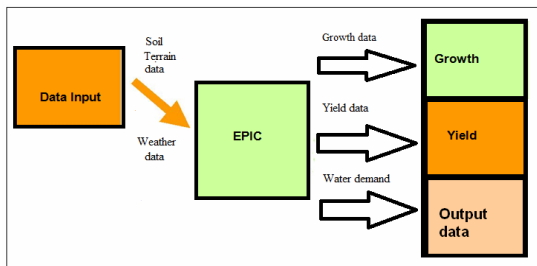 Soil
Terrain
data
Data Input
Weather
data
EPIC
Growth data
Yield data
Water demand
Growth
Yield
Output
data